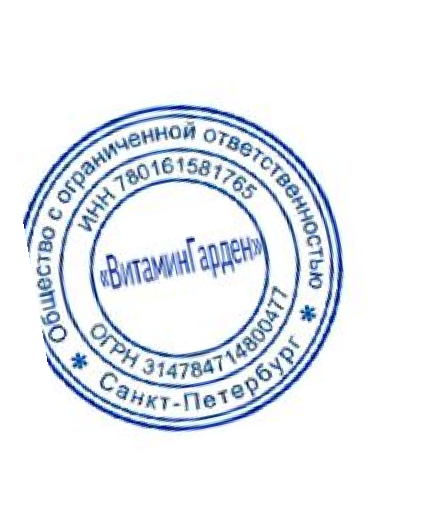 Общество с ограниченной ответственностью
ИНН 780161581765
«ВитаминГарден»
ОГРН 314784714800477
* Санкт-Петербург *